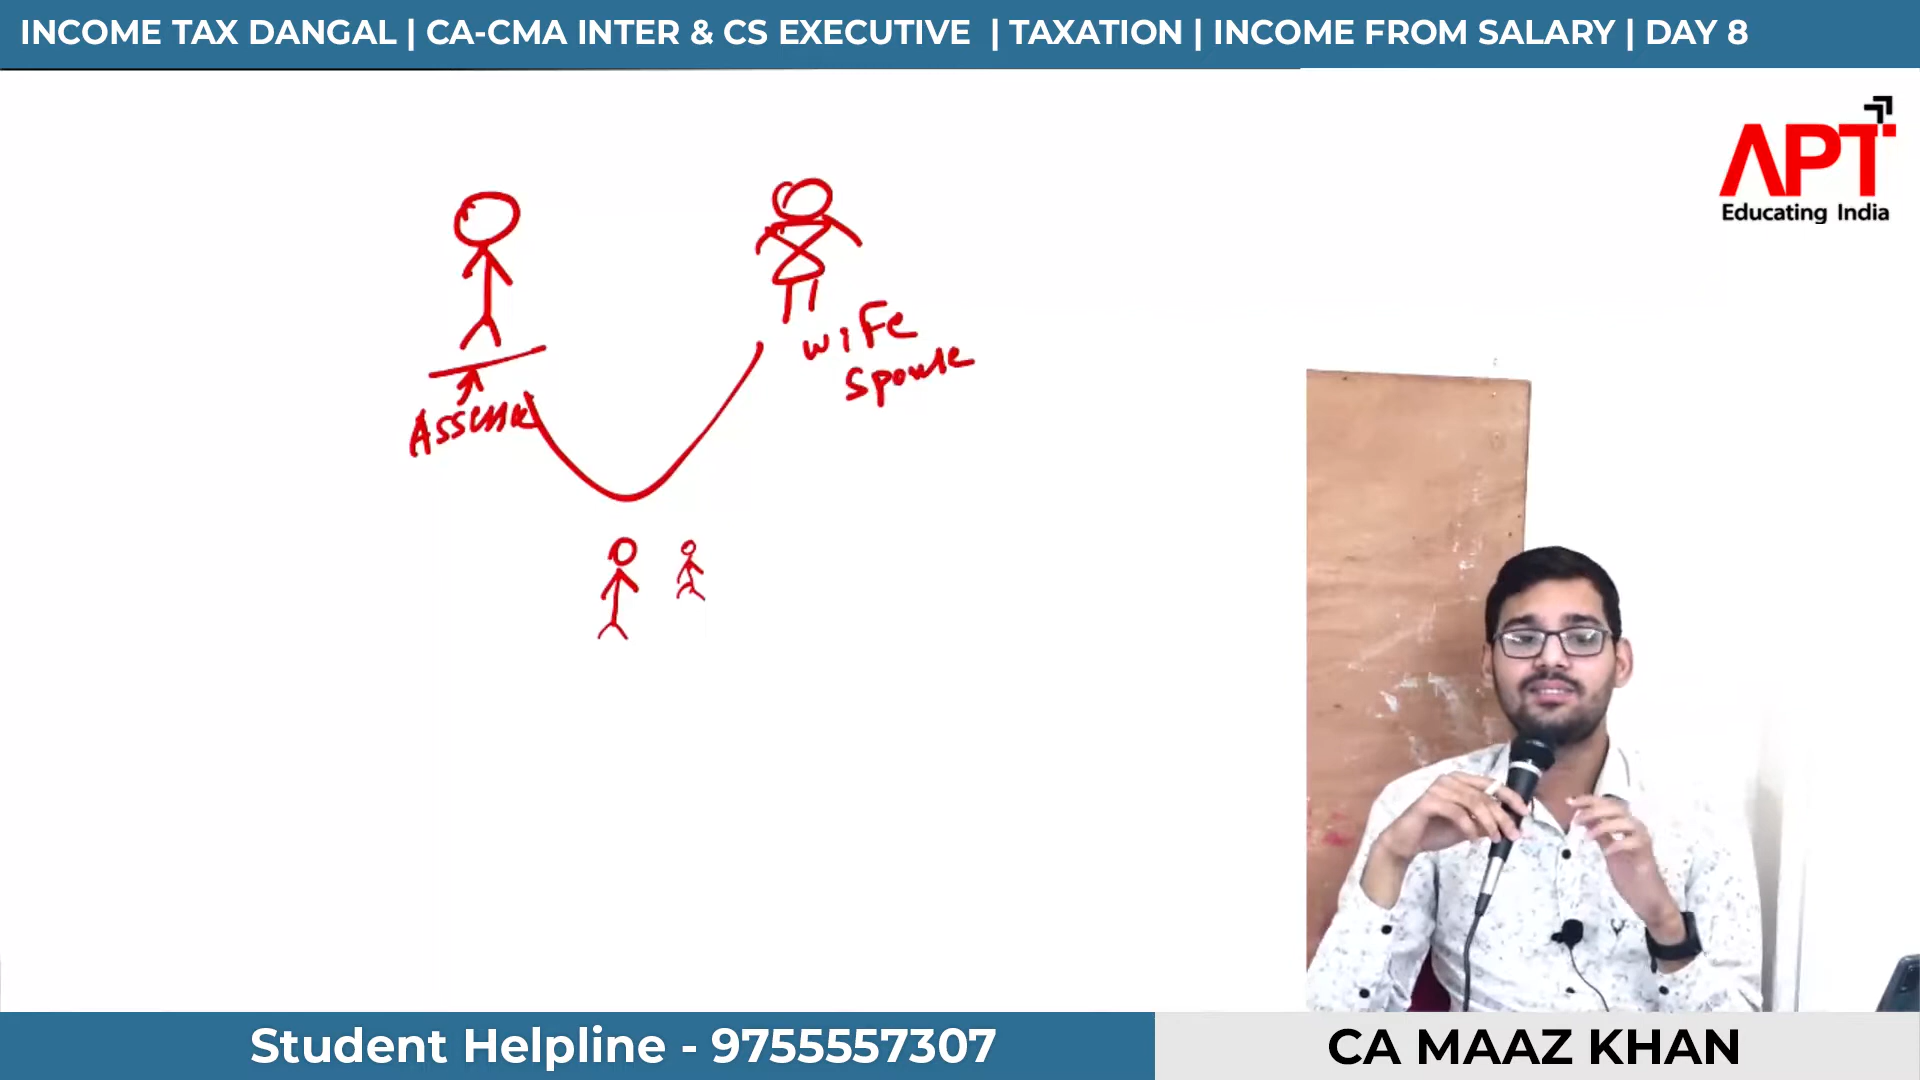 INCOME TAX DANGAL | CA-CMA INTER & CS EXECUTIVE | TAXATION | INCOME FROM SALARY | DAY 8
APT
Educating India
Wife
Spouse
Assessee
Student Helpline - 9755557307
CA MAAZ KHAN